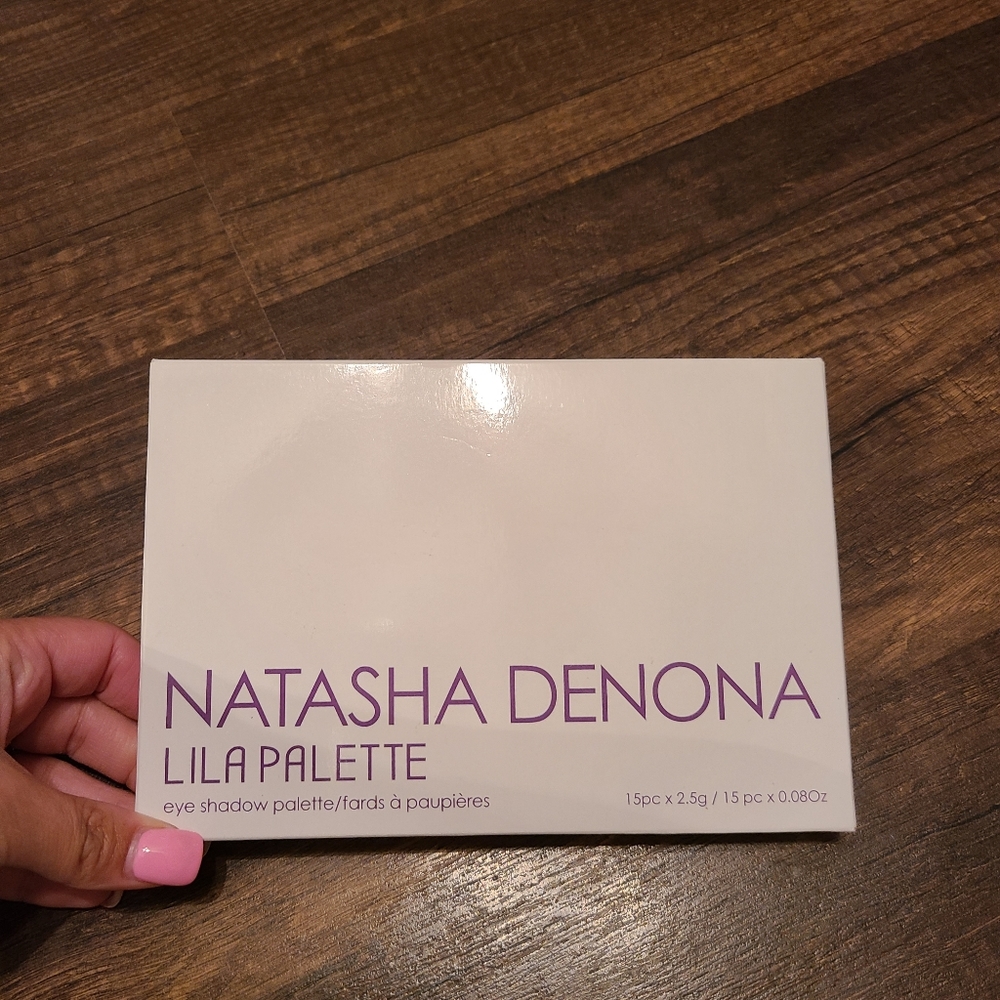 NATASHA DENONA
LILA PALETTE
eye shadow palette/fards à paupières
15pc x 2.5g / 15 pc x 0.08Oz